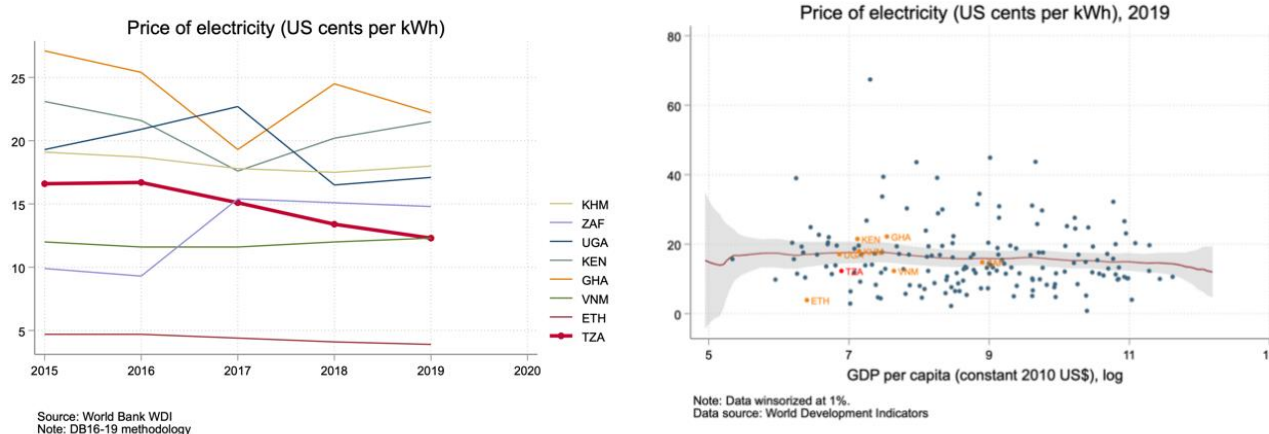 Price of electricity (US cents per kWh)
25
20
15
10
5
2015
2016
2017
2018
2019
2020
KHM
ZAF
UGA
KEN
GHA
VNM
ETH
TZA
Source: World Bank WDI
Note: DB16-19 methodology
Price of electricity (US cents per kWh), 2019
80
60
40
20
0
KEN
GHA
UGA
TZA
VNM
ETH
5
7
9
11
GDP per capita (constant 2010 US$), log
Note: Data winsorized at 1%.
Data source: World Development Indicators